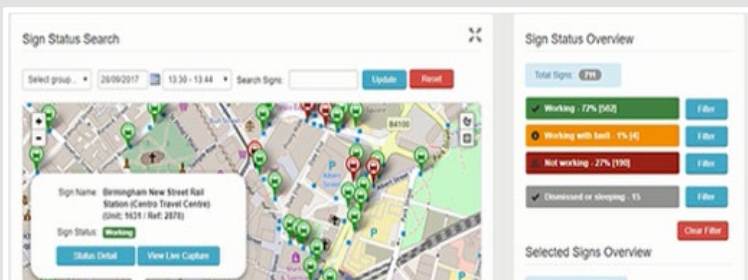 Sign Status Search
Select group...
28/09/2017
13:30 - 13:44
Search Signs:
Update
Reset
+
-
B4100
P
P
P
Sign Name: Birmingham New Street Rail
Station (Centro Travel Centre)
(Unit: 1631 / Ref: 2878)
Sign Status: Working
Status Detail
View Live Capture
Sign Status Overview
Total Signs: 711
Working - 72% [502]
Filter
Working with fault - 1% [4]
Filter
Not working - 27% [190]
Filter
Dismissed or sleeping - 15
Filter
Clear Filter
Selected Signs Overview